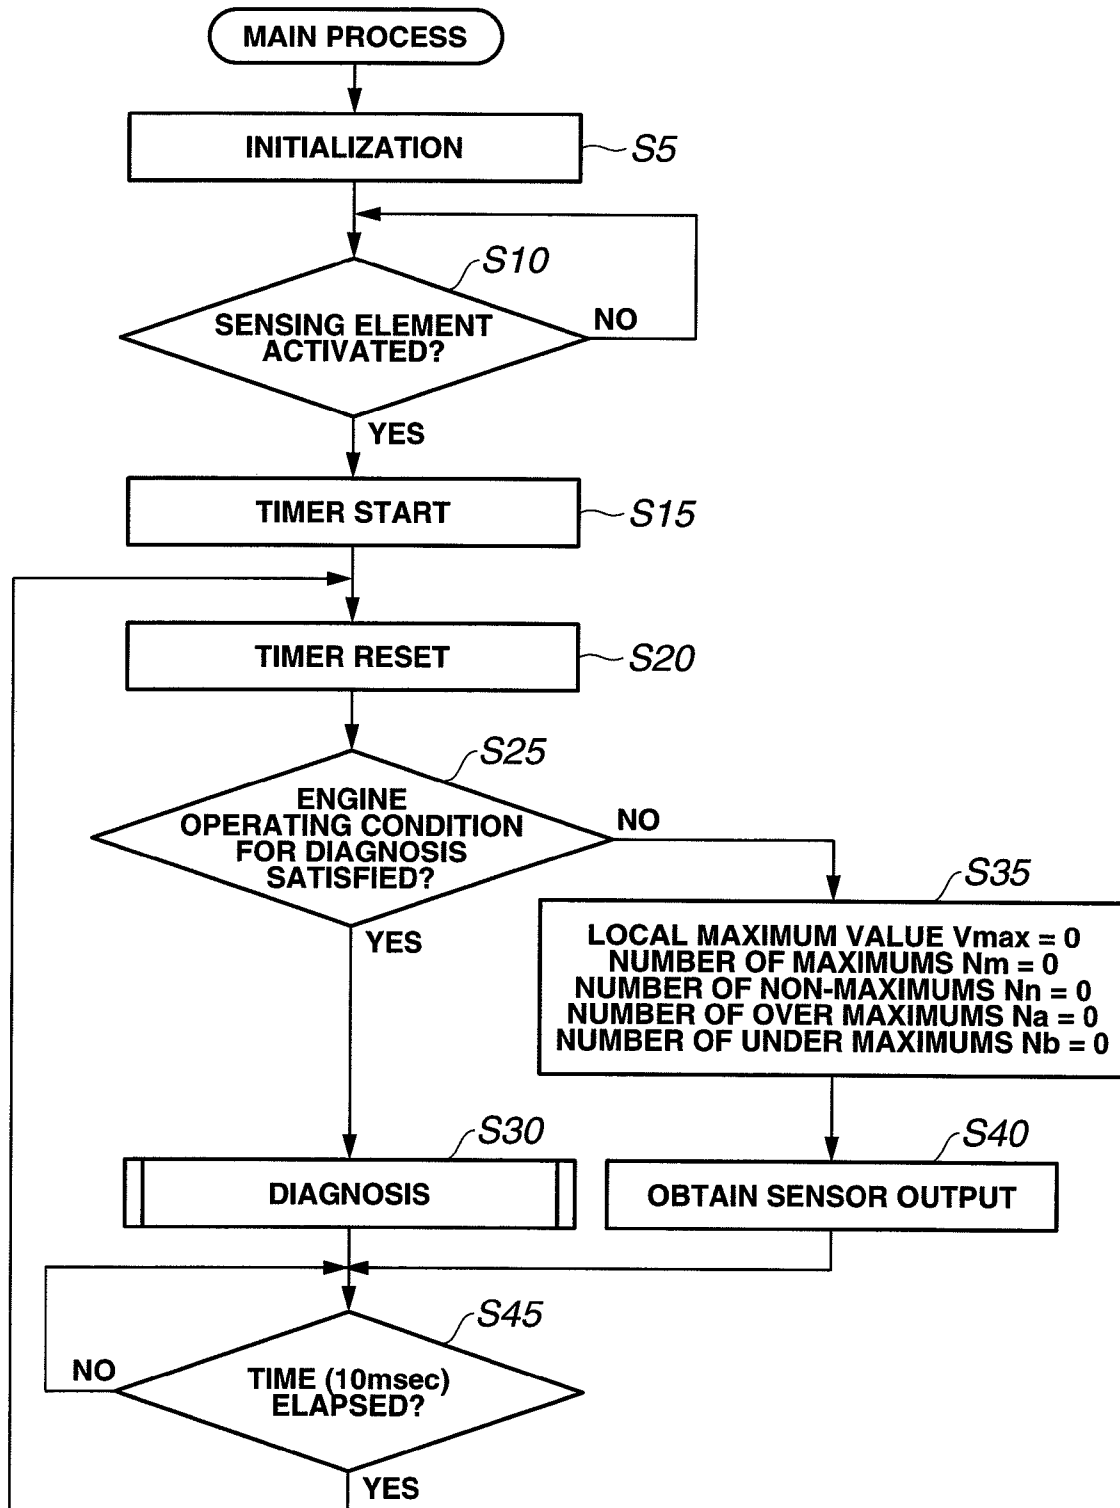 MAIN PROCESS
INITIALIZATION
S5
S10
SENSING ELEMENT
ACTIVATED?
NO
YES
TIMER START
S15
TIMER RESET
S20
S25
ENGINE
OPERATING CONDITION
FOR DIAGNOSIS
SATISFIED?
NO
YES
S35
LOCAL MAXIMUM VALUE Vmax = 0
NUMBER OF MAXIMUMS Nm = 0
NUMBER OF NON-MAXIMUMS Nn = 0
NUMBER OF OVER MAXIMUMS Na = 0
NUMBER OF UNDER MAXIMUMS Nb = 0
S30
DIAGNOSIS
S40
OBTAIN SENSOR OUTPUT
S45
NO
TIME (10msec)
ELAPSED?
YES